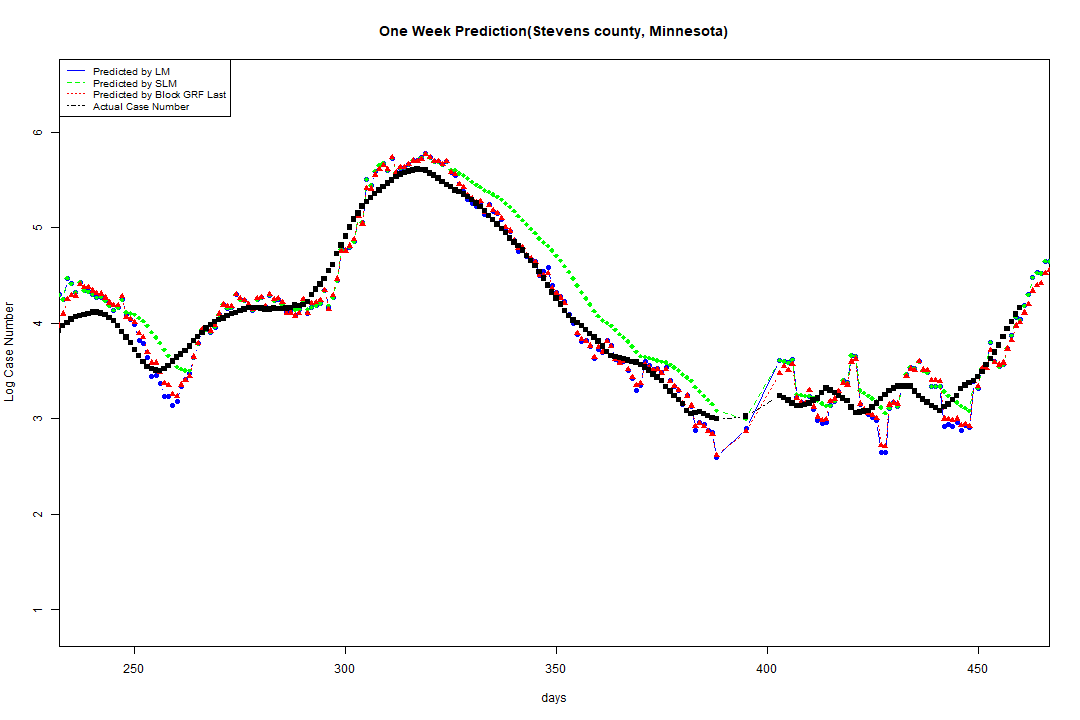 One Week Prediction(Stevens county, Minnesota)
Predicted by LM
Predicted by SLM
Predicted by Block GRF Last
Actual Case Number
6
5
4
3
2
1
Log Case Number
250 300 350 400 450
days